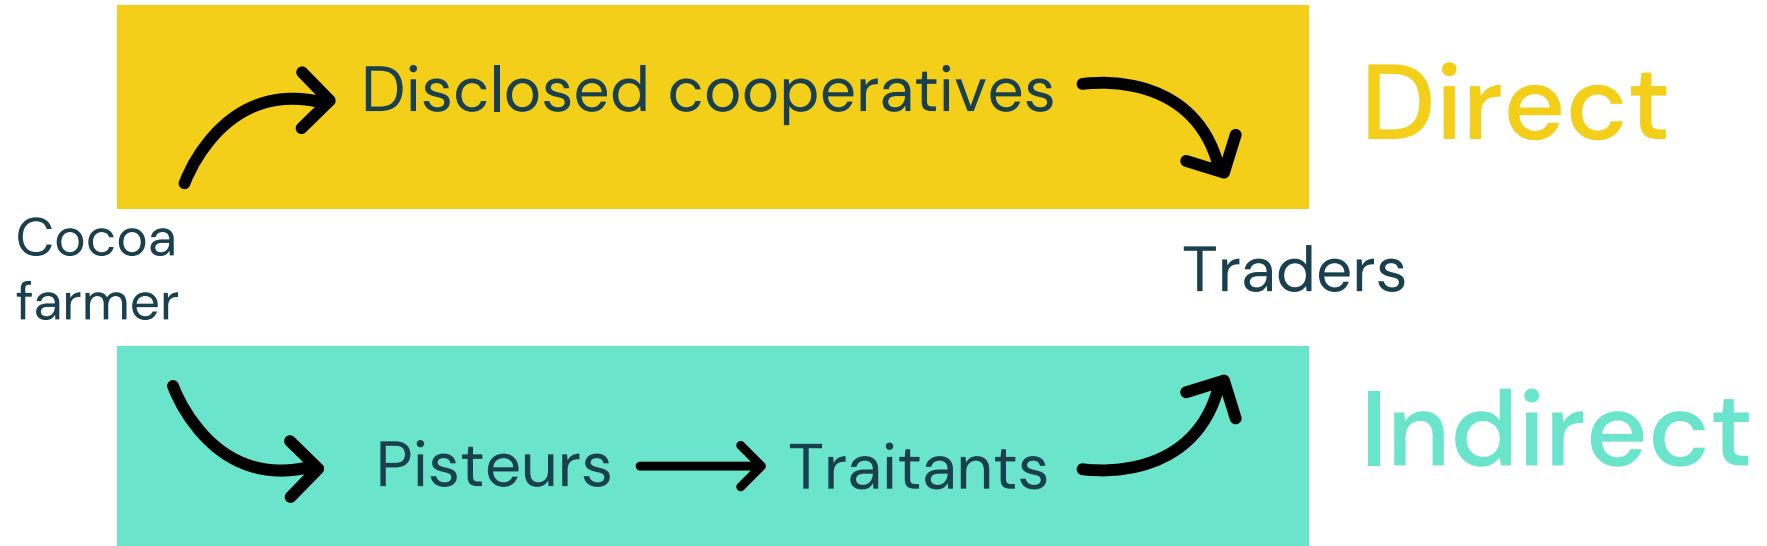 Disclosed cooperatives
Direct
Cocoa
farmer
Traders
Pisteurs
Traitants
Indirect